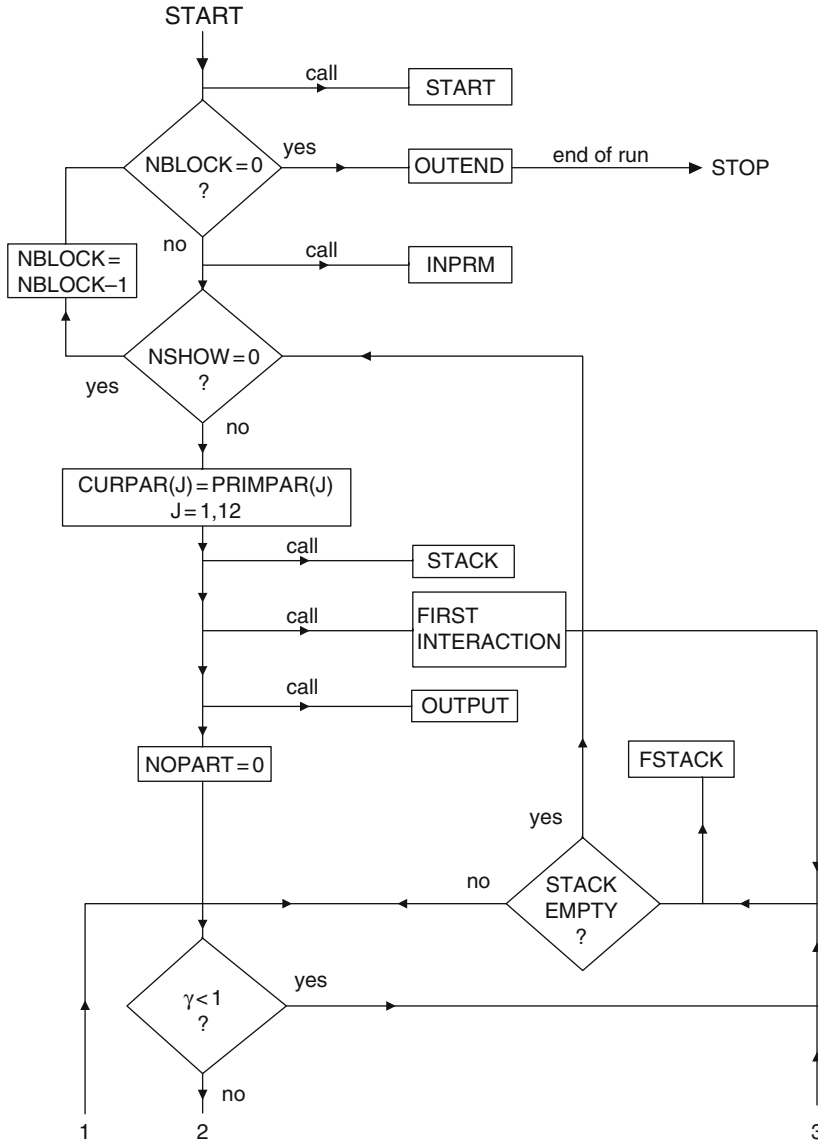 START
call
START
NBLOCK=0
?
yes
OUTEND
end of run
STOP
no
call
INPRM
NBLOCK=
NBLOCK–1
NSHOW=0
?
yes
no
CURPAR(J)=PRIMPAR(J)
J=1,12
call
STACK
call
FIRST
INTERACTION
call
OUTPUT
NOPART=0
FSTACK
yes
no
STACK
EMPTY
?
γ<1
?
yes
no
1
2
3